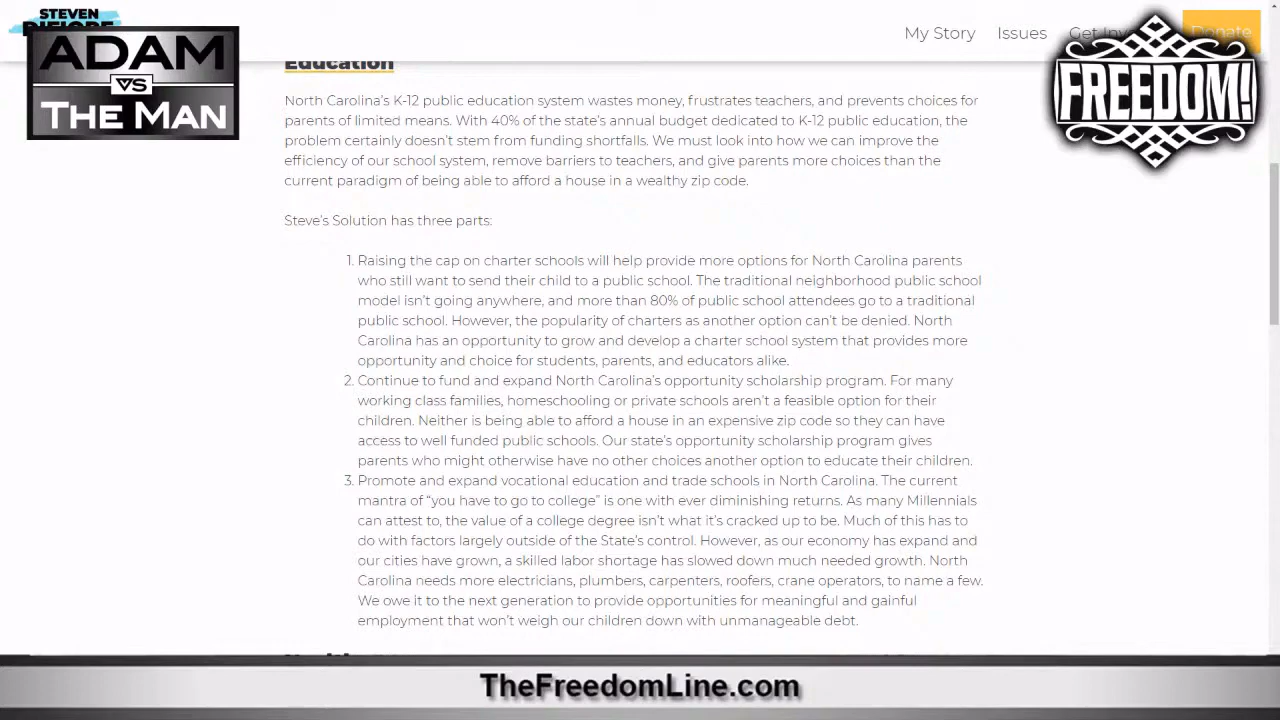 STEVEN
DIFIORE
ADAM
VS
THE MAN
My Story
Issues
Get Inv
Donate
FREEDOM!
Education
North Carolina's K-12 public education system wastes money, frustrates teachers, and prevents choices for
parents of limited means. With 40% of the state's annual budget dedicated to K-12 public education, the
problem certainly doesn't stem from funding shortfalls. We must look into how we can improve the
efficiency of our school system, remove barriers to teachers, and give parents more choices than the
current paradigm of being able to afford a house in a wealthy zip code.
Steve's Solution has three parts:
1. Raising the cap on charter schools will help provide more options for North Carolina parents
who still want to send their child to a public school. The traditional neighborhood public school
model isn't going anywhere, and more than 80% of public school attendees go to a traditional
public school. However, the popularity of charters as another option can't be denied. North
Carolina has an opportunity to grow and develop a charter school system that provides more
opportunity and choice for students, parents, and educators alike.
2. Continue to fund and expand North Carolina's opportunity scholarship program. For many
working class families, homeschooling or private schools aren't a feasible option for their
children. Neither is being able to afford a house in an expensive zip code so they can have
access to well funded public schools. Our state's opportunity scholarship program gives
parents who might otherwise have no other choices another option to educate their children.
3. Promote and expand vocational education and trade schools in North Carolina. The current
mantra of "you have to go to college" is one with ever diminishing returns. As many Millennials
can attest to, the value of a college degree isn't what it's cracked up to be. Much of this has to
do with factors largely outside of the State's control. However, as our economy has expand and
our cities have grown, a skilled labor shortage has slowed down much needed growth. North
Carolina needs more electricians, plumbers, carpenters, roofers, crane operators, to name a few.
We owe it to the next generation to provide opportunities for meaningful and gainful
employment that won't weigh our children down with unmanageable debt.
TheFreedomLine.com